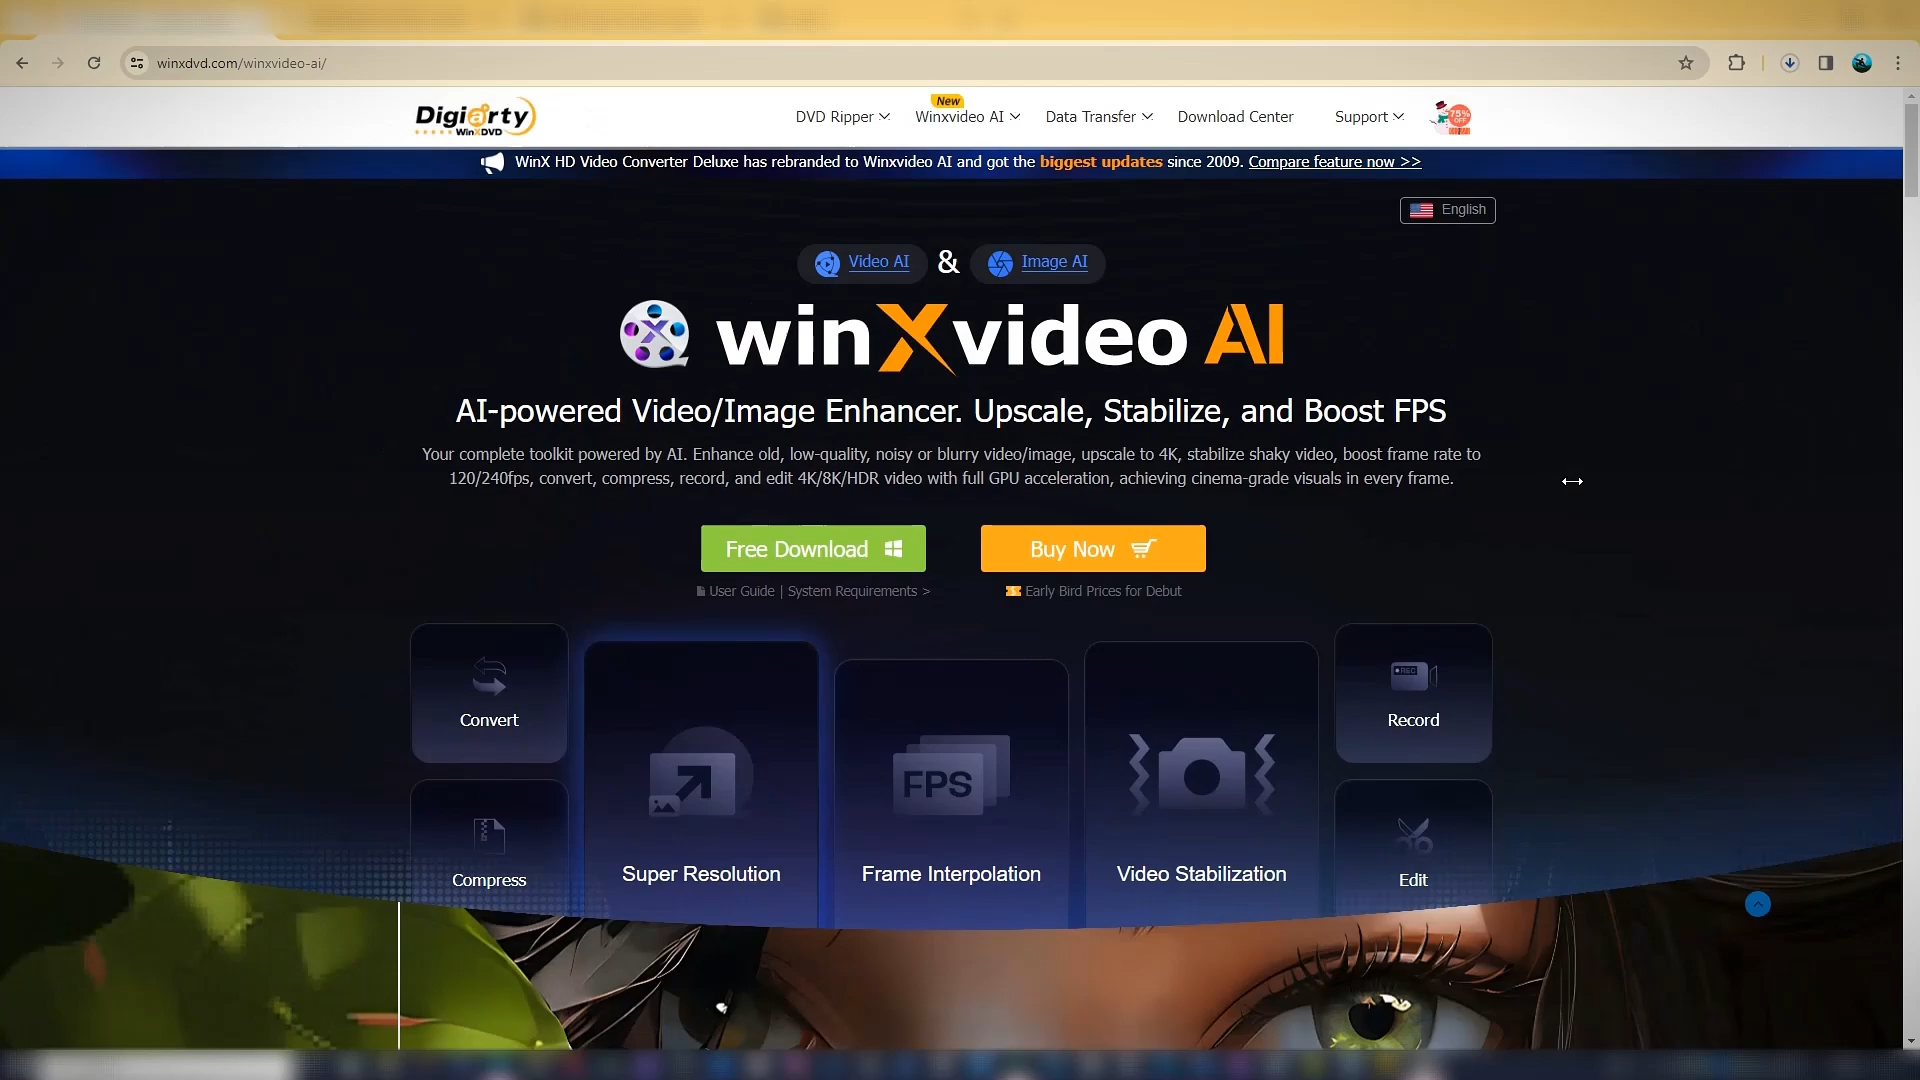 winxdvd.com/winxvideo-ai/
Digiarty
WinXDVD
DVD Ripper
New
Winxvideo AI
Data Transfer
Download Center
Support
75%
OFF
WinX HD Video Converter Deluxe has rebranded to Winxvideo AI and got the biggest updates since 2009. Compare feature now >>
English
Video AI & Image AI
winXvideo AI
AI-powered Video/Image Enhancer. Upscale, Stabilize, and Boost FPS
Your complete toolkit powered by AI. Enhance old, low-quality, noisy or blurry video/image, upscale to 4K, stabilize shaky video, boost frame rate to
120/240fps, convert, compress, record, and edit 4K/8K/HDR video with full GPU acceleration, achieving cinema-grade visuals in every frame.
Free Download
Buy Now
User Guide | System Requirements >
Early Bird Prices for Debut
Convert
Compress
Super Resolution
FPS
Frame Interpolation
Video Stabilization
REC
Record
Edit